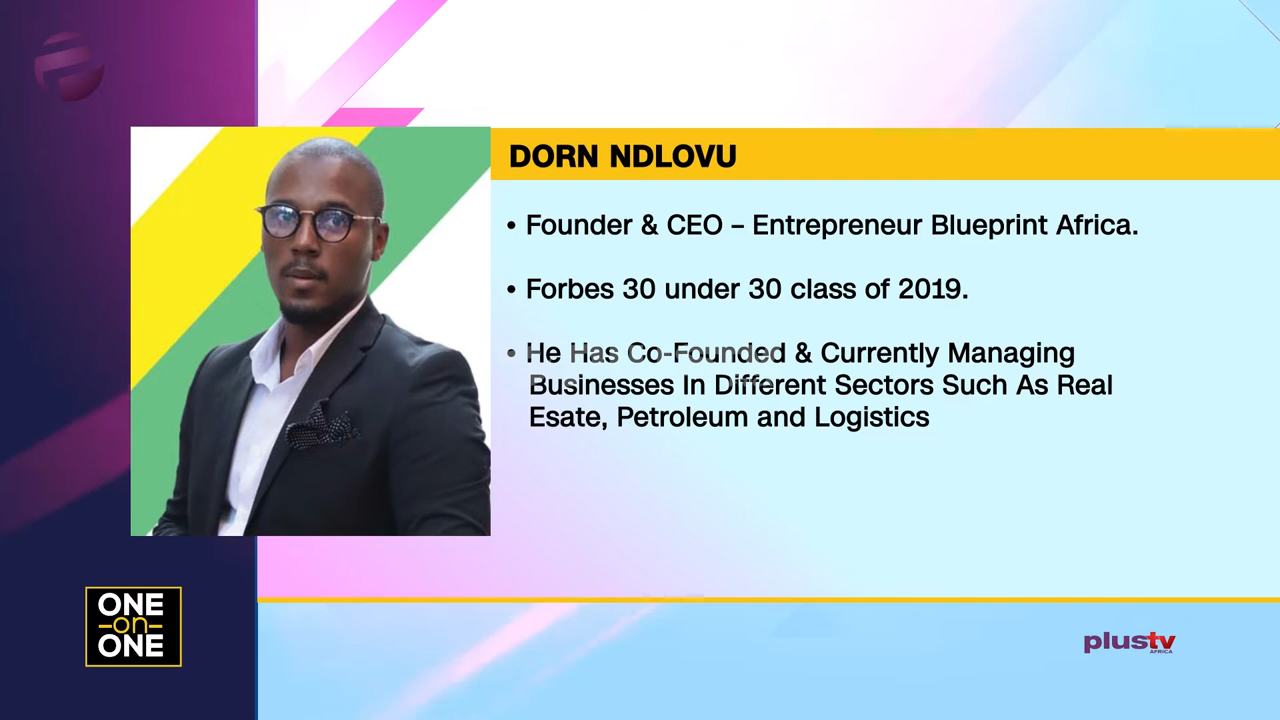 DORN NDLOVU
• Founder & CEO – Entrepreneur Blueprint Africa.
• Forbes 30 under 30 class of 2019.
• He Has Co-Founded & Currently Managing
Businesses In Different Sectors Such As Real
Esate, Petroleum and Logistics
ONE
-on-
ONE
plustv
AFRICA